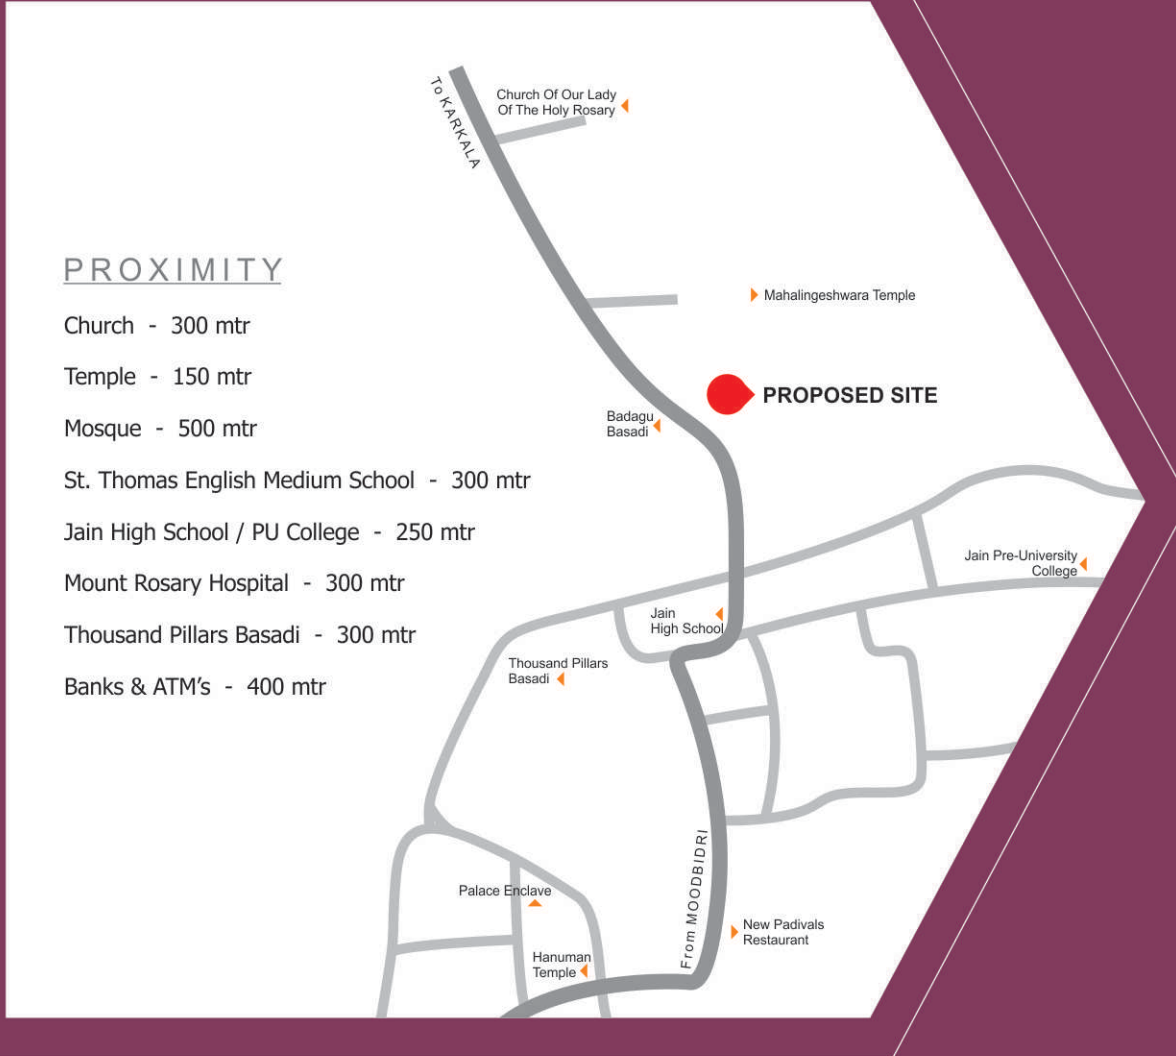 To KARKALA
Church Of Our Lady
Of The Holy Rosary
PROXIMITY
Church - 300 mtr
Temple - 150 mtr
Mosque - 500 mtr
St. Thomas English Medium School - 300 mtr
Jain High School / PU College - 250 mtr
Mount Rosary Hospital - 300 mtr
Thousand Pillars Basadi - 300 mtr
Banks & ATM’s - 400 mtr
Mahalingeshwara Temple
PROPOSED SITE
Badagu
Basadi
Jain Pre-University
College
Jain
High School
Thousand Pillars
Basadi
Palace Enclave
From MOODBIDRI
New Padivals
Restaurant
Hanuman
Temple